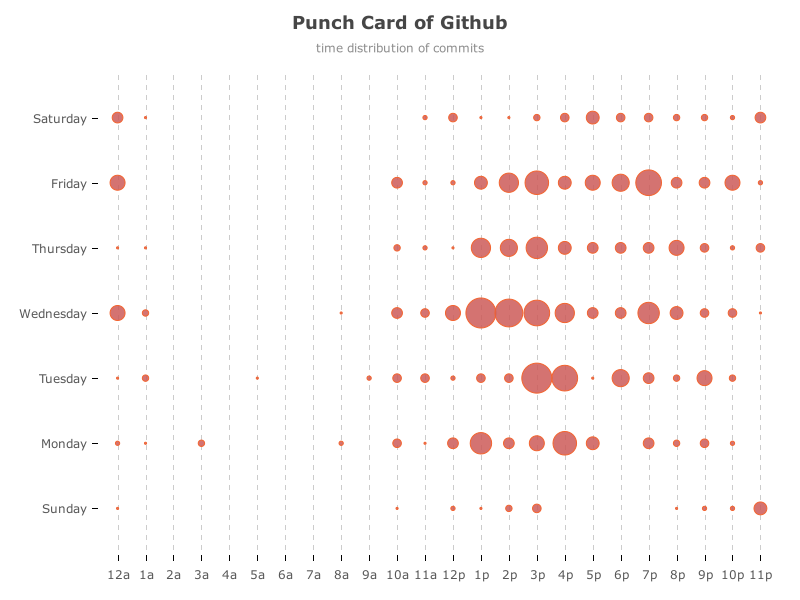 Punch Card of Github
time distribution of commits
Saturday
Friday
Thursday
Wednesday
Tuesday
Monday
Sunday
12a 1a 2a 3a 4a 5a 6a 7a 8a 9a 10a 11a 12p 1p 2p 3p 4p 5p 6p 7p 8p 9p 10p 11p